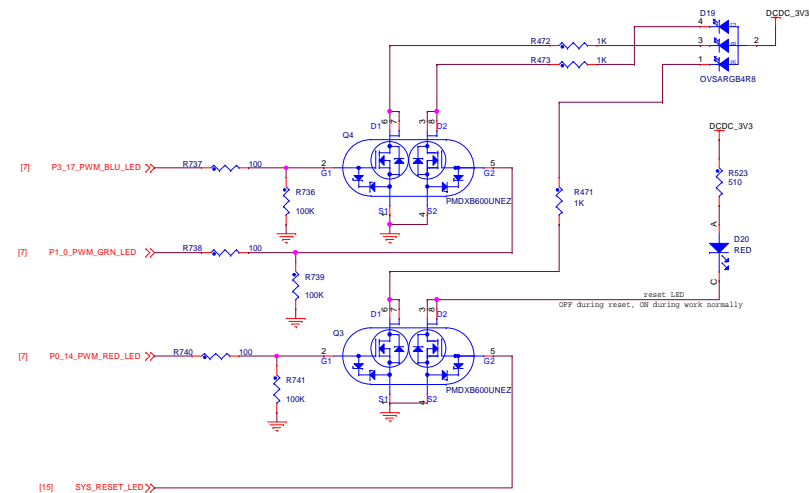 D19
DCDC_3V3
4
R472 1K 3 2
R473 1K
1
OVSARGB4R8
D1 6 7 3 8 D2
Q4
DCDC_3V3
[7] P3_17_PWM_BLU_LED R737 100 2 5
G1 G2
R523
510
R736
100K
R471
1K
PMDXB600UNEZ
S1 1 4 S2
A
[7] P1_0_PWM_GRN_LED R738 100
D20
RED
R739
100K
C
reset LED
OFF during reset, ON during work normally
D1 6 7 3 8 D2
Q3
[7] P0_14_PWM_RED_LED R740 100 2 5
G1 G2
R741
100K
PMDXB600UNEZ
S1 1 4 S2
[15] SYS_RESET_LED